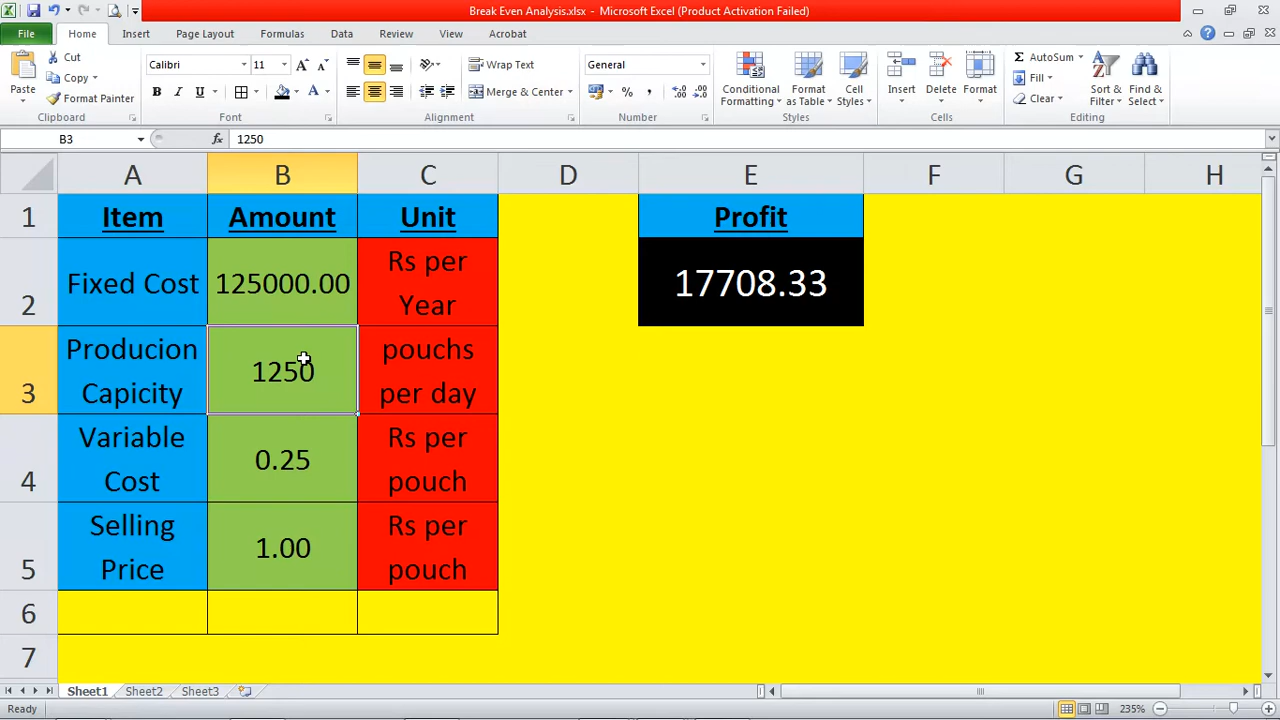 Break Even Analysis.xlsx - Microsoft Excel (Product Activation Failed)
File Home Insert Page Layout Formulas Data Review View Acrobat
Paste
Cut
Copy
Format Painter
Clipboard
Calibri 11
B I U
Font
Wrap Text
Merge & Center
Alignment
General
Number
Conditional
Formatting
Format
as Table
Cell
Styles
Styles
Insert
Delete
Format
Cells
AutoSum
Fill
Clear
Sort &
Filter
Find &
Select
Editing
B3 fx 1250
A B C D E F G H
1 Item Amount Unit Profit
2 Fixed Cost 125000.00 Rs per
Year 17708.33
3 Producion
Capicity 1250 pouchs
per day
4 Variable
Cost 0.25 Rs per
pouch
5 Selling
Price 1.00 Rs per
pouch
6
7
Sheet1 Sheet2 Sheet3
Ready 235%